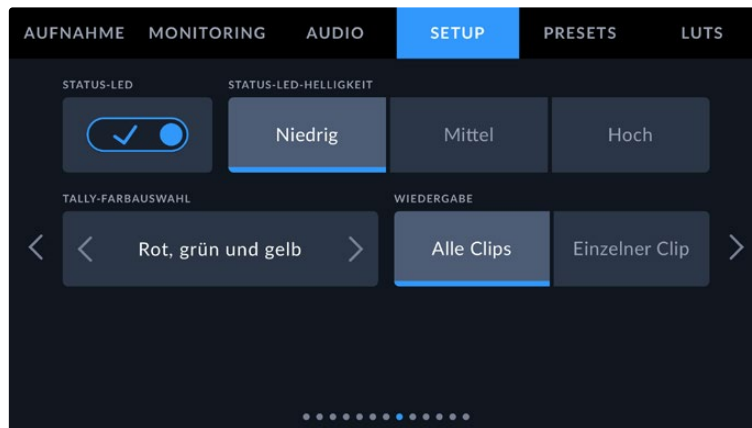 AUFNAHME MONITORING AUDIO SETUP PRESETS LUTS
STATUS-LED STATUS-LED-HELLIGKEIT
Niedrig Mittel Hoch
TALLY-FARBAUSWAHL WIEDERGABE
Rot, grün und gelb Alle Clips Einzelner Clip